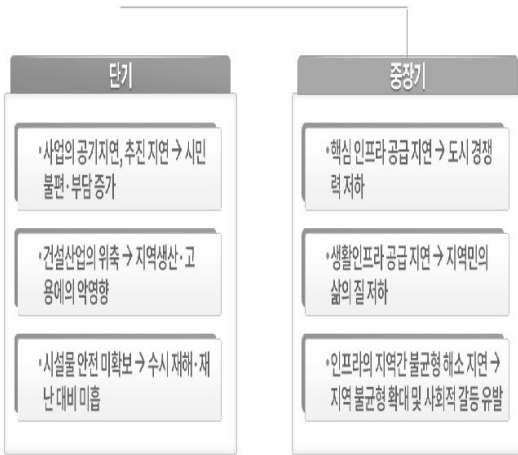 단기
·사업의 공기지연, 추진 지연 → 시민
불편·부담 증가
·건설산업의 위축 → 지역생산·고
용에의 악영향
·시설물 안전 미확보 → 수시 재해·재
난 대비 미흡
중장기
·핵심 인프라 공급 지연 → 도시 경쟁
력 저하
·생활인프라 공급 지연 → 지역민의
삶의 질 저하
·인프라의 지역간 불균형 해소 지연 →
지역 불균형 확대 및 사회적 갈등 유발